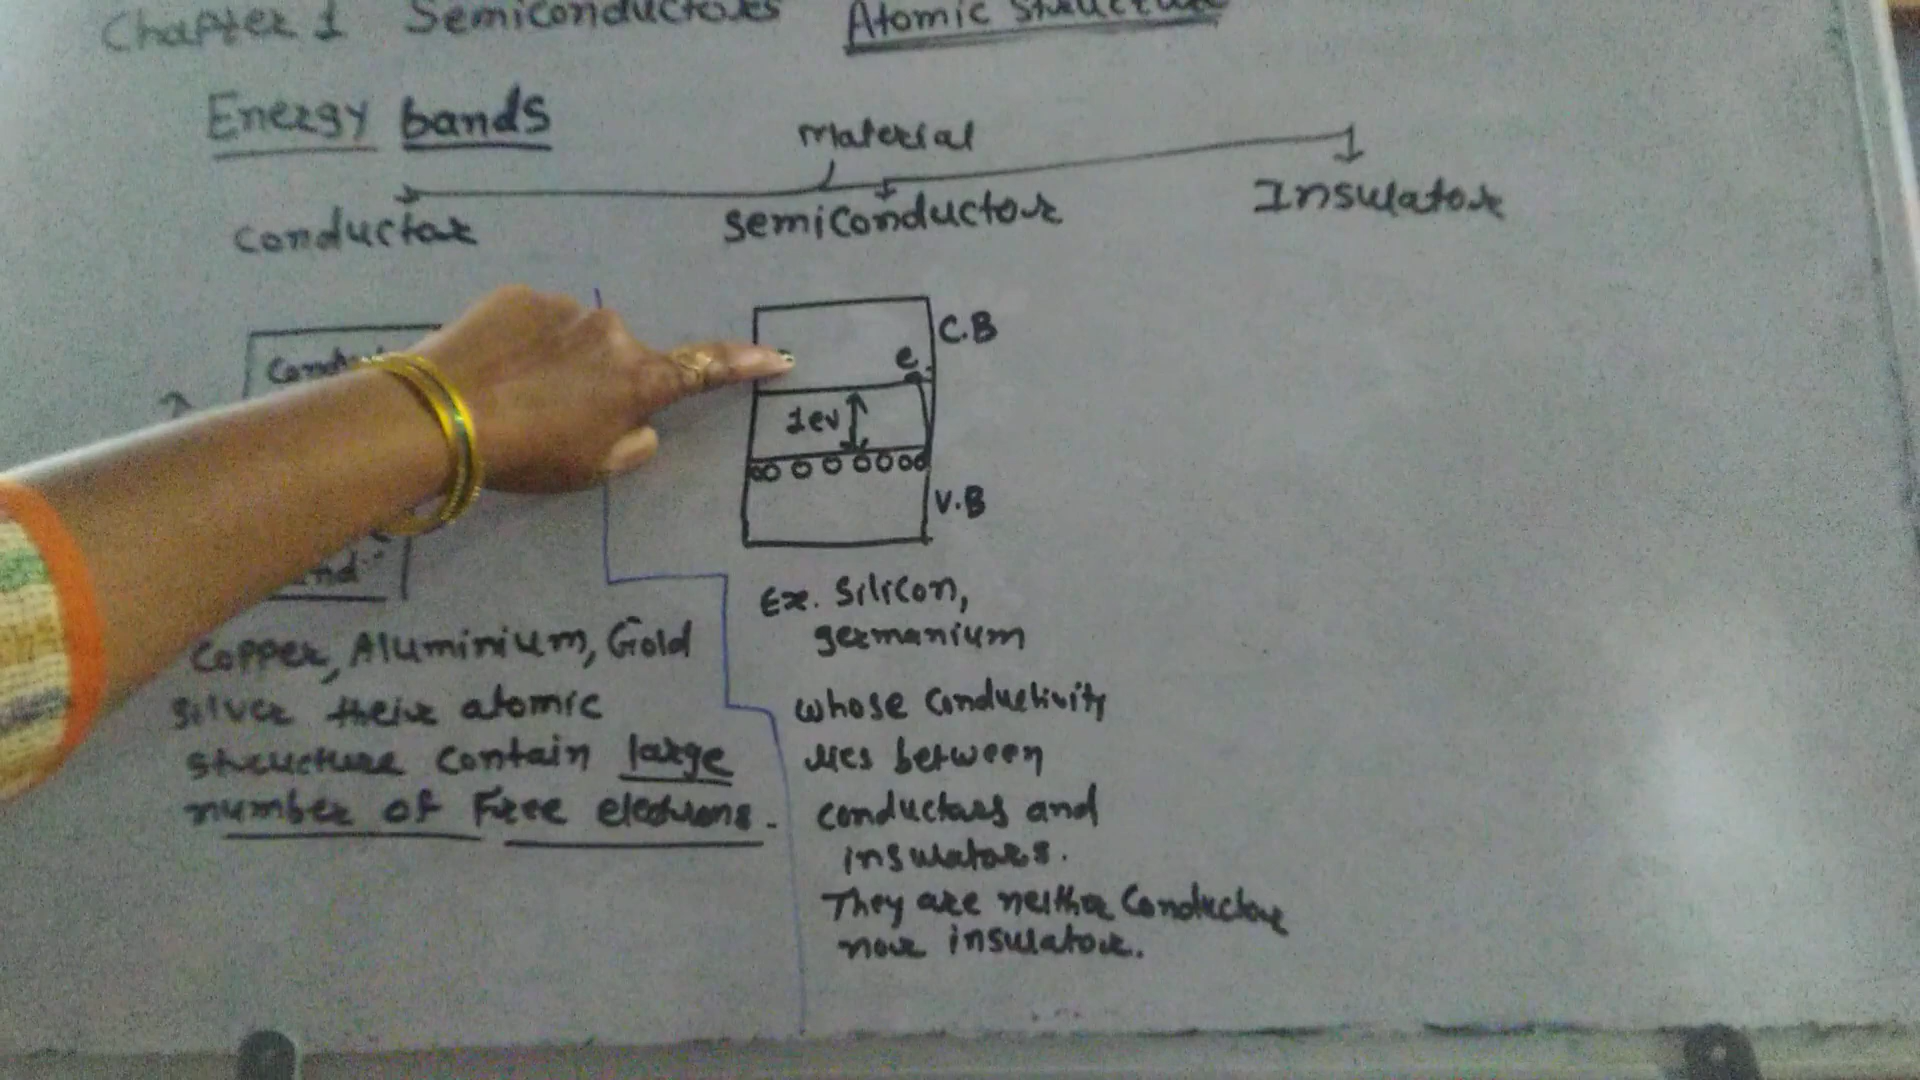 Chapter 1 Semiconductors Atomic Structure
Energy bands
material
conductor
semiconductor
Insulator
C.B
e
1ev
V.B
Ex. Silicon,
germanium
Copper, Aluminium, Gold
silver their atomic
structure contain large
number of Free electrons.
whose conductivity
lies between
conductors and
insulators.
They are neither conductor
nor insulator.